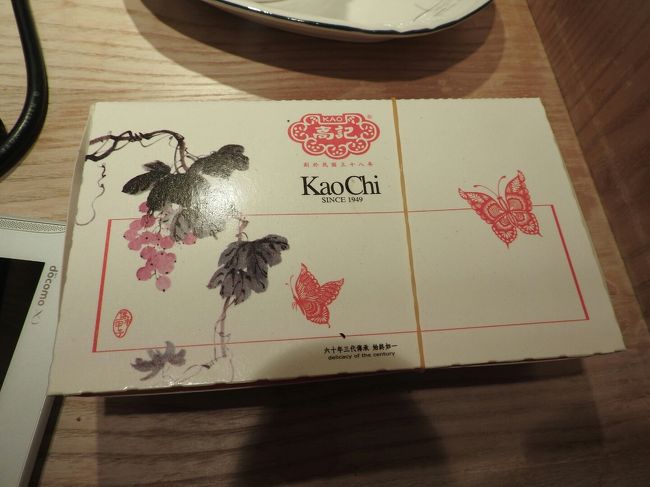 KAO
®
高記
創於民國三十八年
KaoChi
SINCE 1949
六十年三代傳承 始終如一
delicacy of the century
docomo